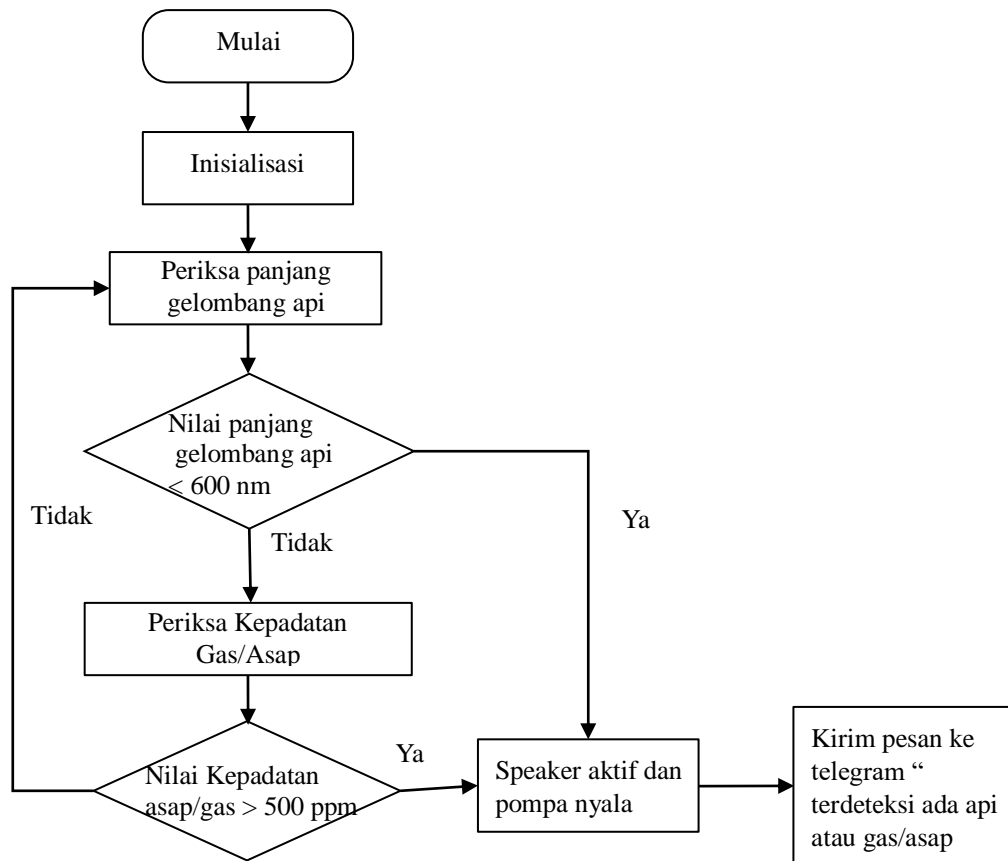 Mulai
Inisialisasi
Periksa panjang
gelombang api
Nilai panjang
gelombang api
< 600 nm
Tidak
Ya
Tidak
Periksa Kepadatan
Gas/Asap
Nilai Kepadatan
asap/gas > 500 ppm
Ya
Speaker aktif dan
pompa nyala
Kirim pesan ke
telegram “
terdeteksi ada api
atau gas/asap